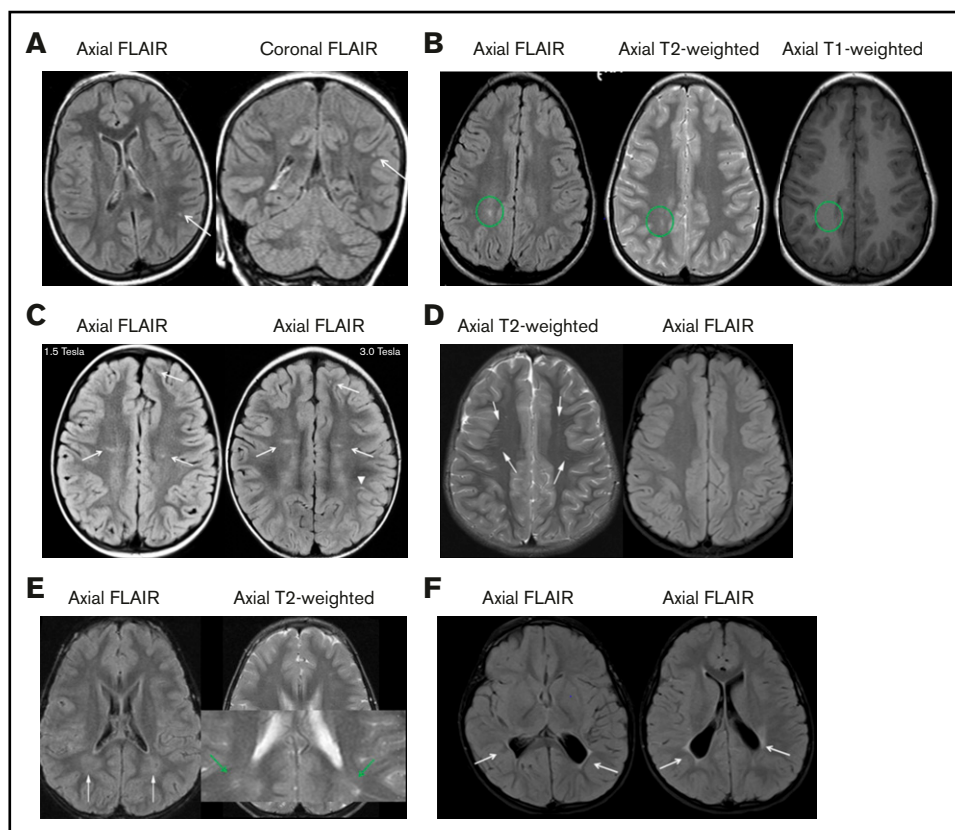 A
Axial FLAIR
Coronal FLAIR
B
Axial FLAIR
Axial T2-weighted
Axial T1-weighted
C
Axial FLAIR
Axial FLAIR
1.5 Tesla
3.0 Tesla
D
Axial T2-weighted
Axial FLAIR
E
Axial FLAIR
Axial T2-weighted
F
Axial FLAIR
Axial FLAIR